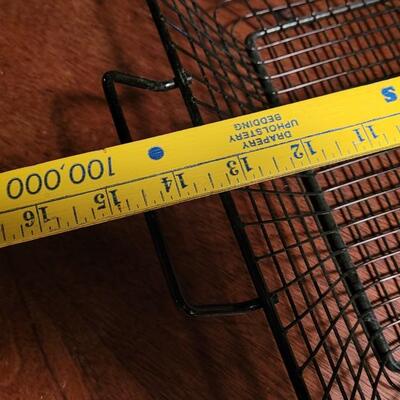 100,000
DRAPERY
UPHOLSTERY
BEDDING
S
11 12 13 14 15 16